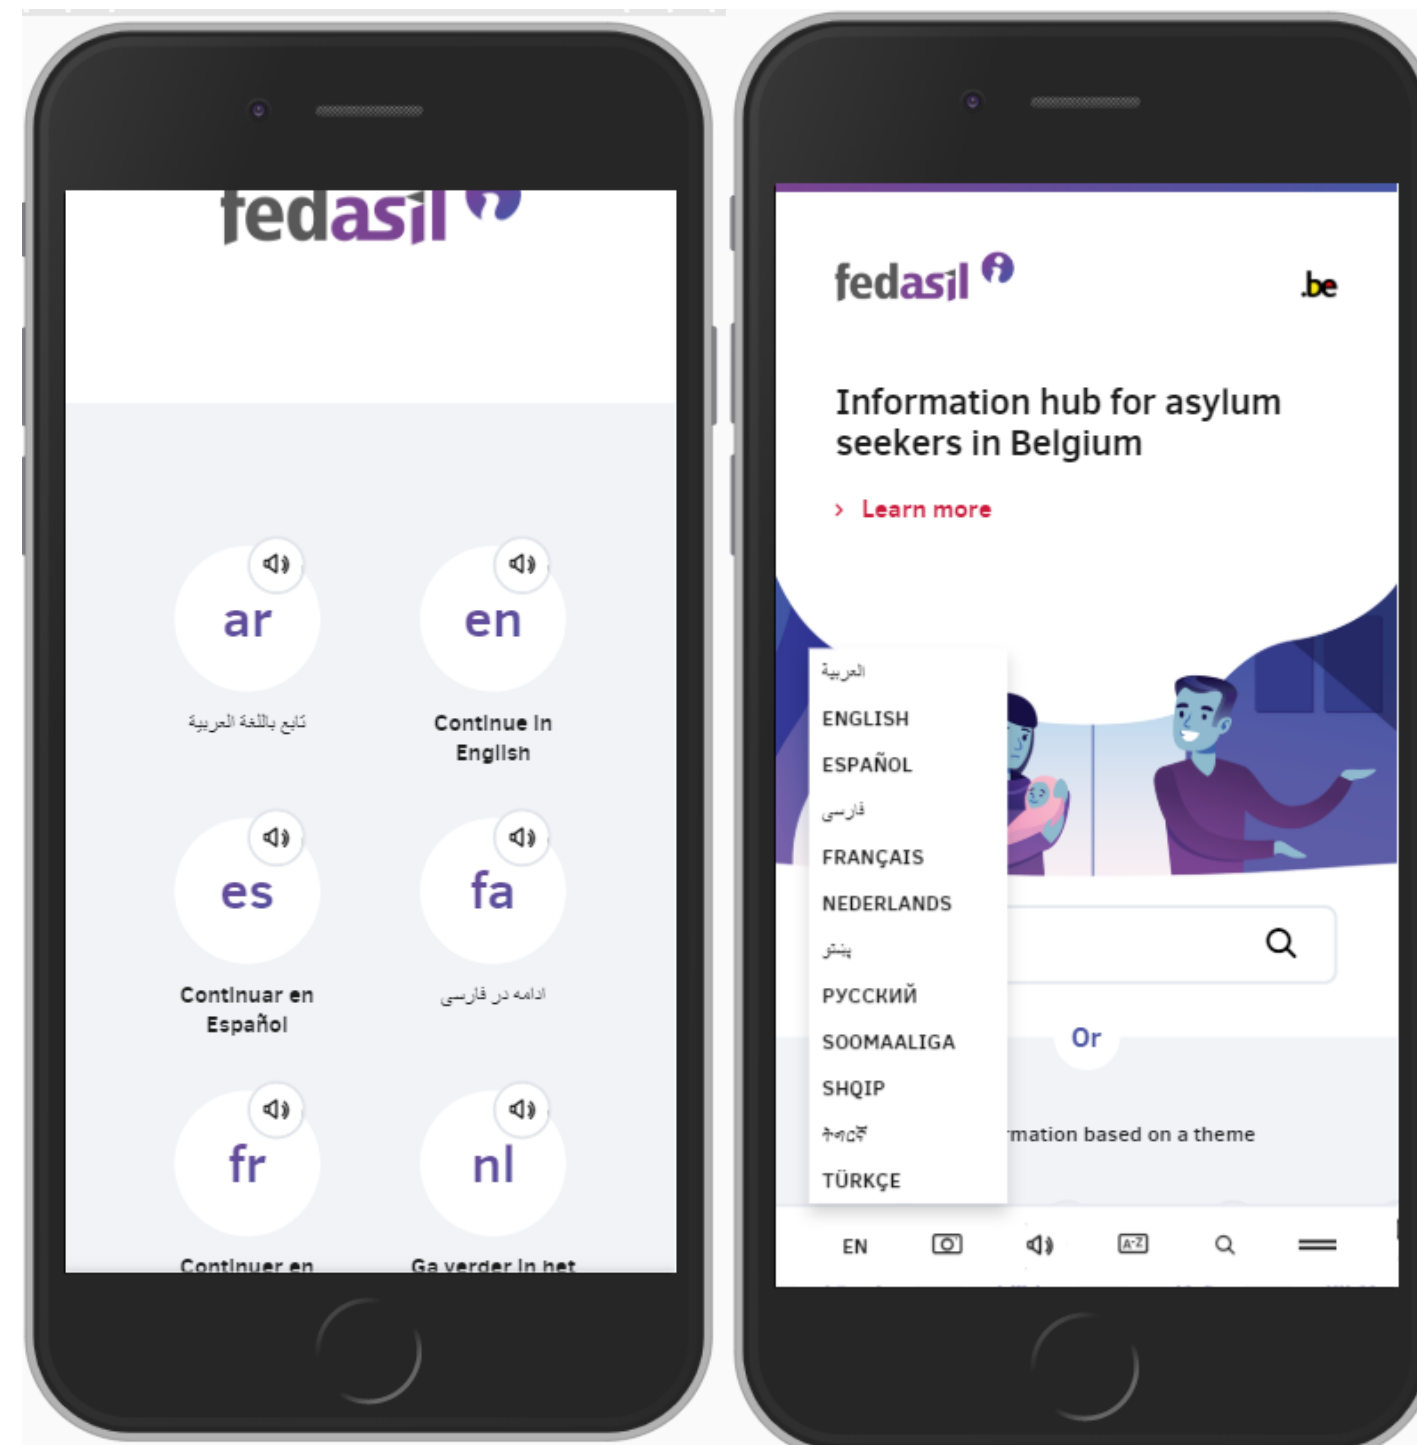 fedasil i
ar
en
تابع باللغة العربية
Continue in
English
es
fa
Continuar en
Español
ادامه در فارسی
fr
nl
Continuer en
Ga verder in het
fedasil i
.be
Information hub for asylum
seekers in Belgium
> Learn more
العربية
ENGLISH
ESPAÑOL
فارسی
FRANÇAIS
NEDERLANDS
پښتو
РУССКИЙ
SOOMAALIGA
SHQIP
ትግርኛ
TÜRKÇE
Or
rmation based on a theme
EN
A-Z